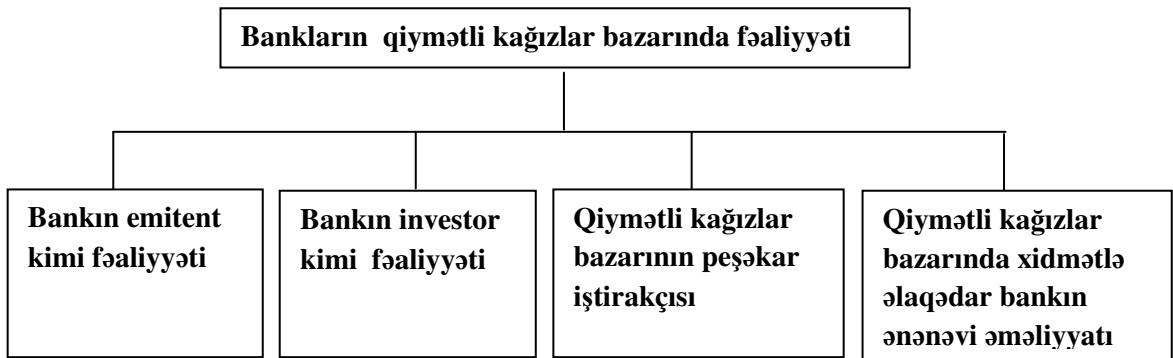 Bankların qiymətli kağızlar bazarında fəaliyyəti
Bankın emitent
kimi fəaliyyəti
Bankın investor
kimi fəaliyyəti
Qiymətli kağızlar
bazarının peşəkar
iştirakçısı
Qiymətli kağızlar
bazarında xidmətlə
əlaqədar bankın
ənənəvi əməliyyatı